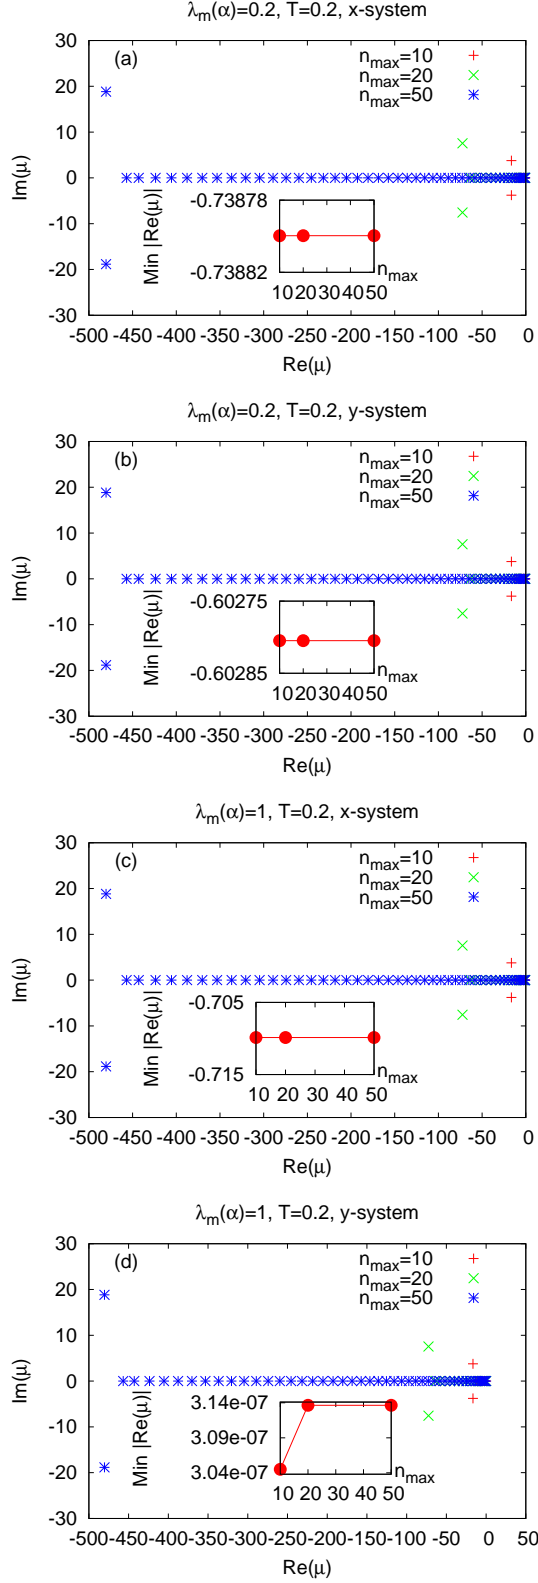 λm(α)=0.2, T=0.2, x-system
(a)
nmax=10
nmax=20
nmax=50
30
20
10
0
-10
-20
-30
Im(μ)
Min |Re(μ)|
-0.73878
-0.73882
10 20 30 40 50
nmax
-500 -450 -400 -350 -300 -250 -200 -150 -100 -50 0
Re(μ)
λm(α)=0.2, T=0.2, y-system
(b)
nmax=10
nmax=20
nmax=50
30
20
10
0
-10
-20
-30
Im(μ)
Min |Re(μ)|
-0.60275
-0.60285
10 20 30 40 50
nmax
-500 -450 -400 -350 -300 -250 -200 -150 -100 -50 0
Re(μ)
λm(α)=1, T=0.2, x-system
(c)
nmax=10
nmax=20
nmax=50
30
20
10
0
-10
-20
-30
Im(μ)
Min |Re(μ)|
-0.705
-0.715
10 20 30 40 50
nmax
-500 -450 -400 -350 -300 -250 -200 -150 -100 -50 0
Re(μ)
λm(α)=1, T=0.2, y-system
(d)
nmax=10
nmax=20
nmax=50
30
20
10
0
-10
-20
-30
Im(μ)
Min |Re(μ)|
3.14e-07
3.09e-07
3.04e-07
10 20 30 40 50
nmax
-500 -450 -400 -350 -300 -250 -200 -150 -100 -50 0 50
Re(μ)